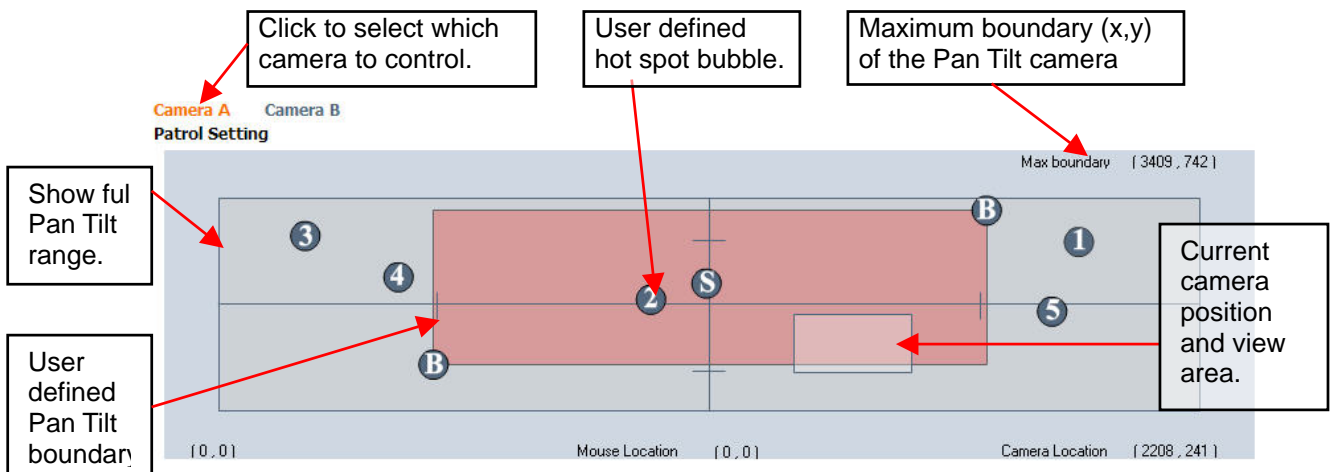 Click to select which
camera to control.
User defined
hot spot bubble.
Maximum boundary (x,y)
of the Pan Tilt camera
Camera A Camera B
Patrol Setting
Max boundary ( 3409 , 742 )
Show ful
Pan Tilt
range.
3
4
B
1
S
2
5
B
Current
camera
position
and view
area.
User
defined
Pan Tilt
boundary
( 0 , 0 ) Mouse Location ( 0 , 0 ) Camera Location ( 2208 , 241 )